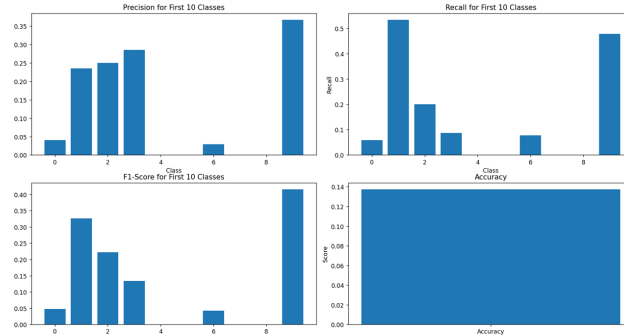 Precision for First 10 Classes
0.35
0.30
0.25
0.20
0.15
0.10
0.05
0.00
0 2 4 6 8
Class
Recall for First 10 Classes
Recall
0.5
0.4
0.3
0.2
0.1
0.0
0 2 4 6 8
Class
F1-Score for First 10 Classes
0.40
0.35
0.30
0.25
0.20
0.15
0.10
0.05
0.00
0 2 4 6 8
Accuracy
Score
0.14
0.12
0.10
0.08
0.06
0.04
0.02
0.00
Accuracy